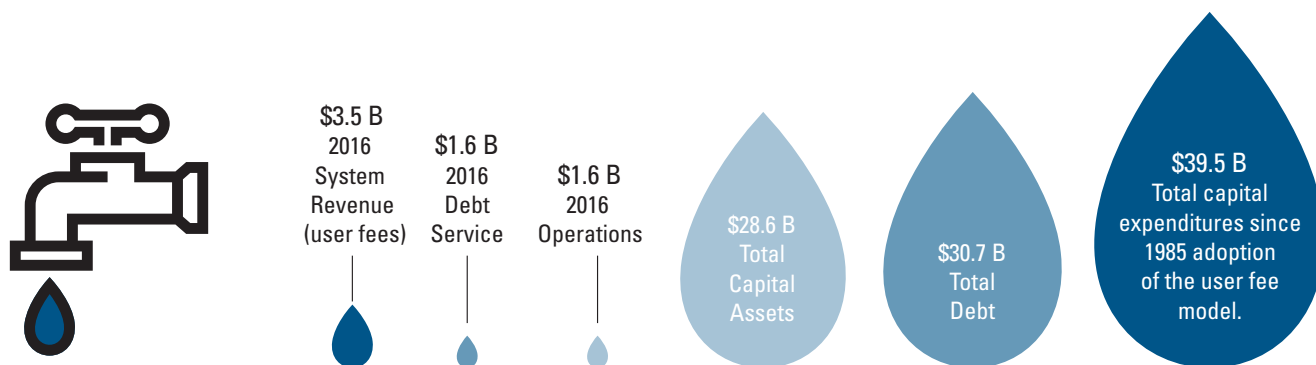 $3.5 B
2016
System
Revenue
(user fees)
$1.6 B
2016
Debt
Service
$1.6 B
2016
Operations
$28.6 B
Total
Capital
Assets
$30.7 B
Total
Debt
$39.5 B
Total capital
expenditures since
1985 adoption
of the user fee
model.